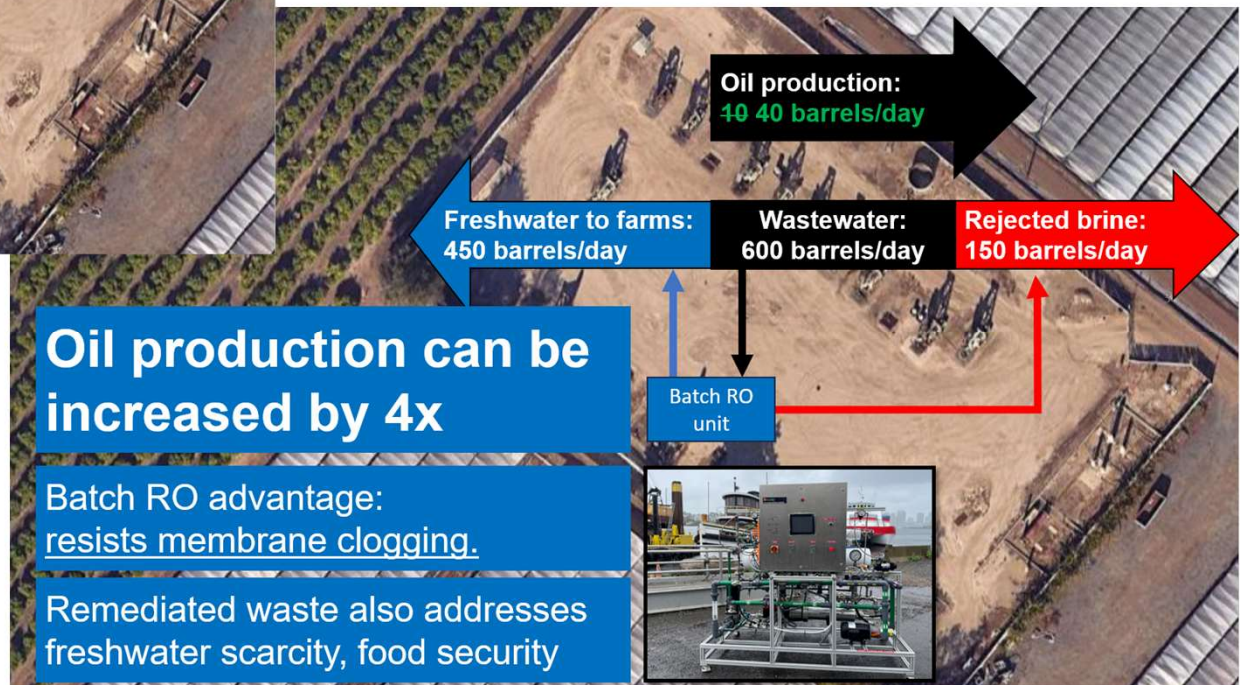 Oil production:
10 40 barrels/day
Freshwater to farms:
450 barrels/day
Wastewater:
600 barrels/day
Rejected brine:
150 barrels/day
Batch RO
unit
Oil production can be
increased by 4x
Batch RO advantage:
resists membrane clogging.
Remediated waste also addresses
freshwater scarcity, food security